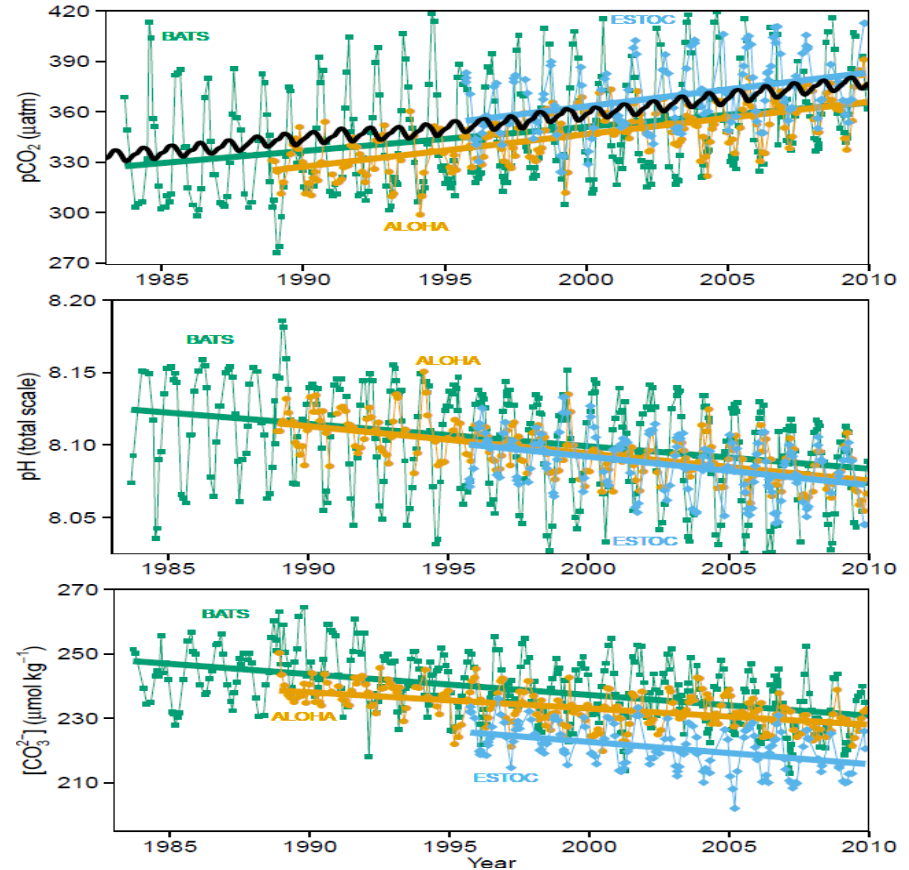 420
390
360
330
300
270
pCO₂ (µatm)
BATS
ESTOC
ALOHA
1985 1990 1995 2000 2005 2010
8.20
8.15
8.10
8.05
pH (total scale)
BATS
ALOHA
ESTOC
1985 1990 1995 2000 2005 2010
270
250
230
210
[CO₃²⁻] (µmol kg⁻¹)
BATS
ALOHA
ESTOC
1985 1990 1995 2000 2005 2010
Year